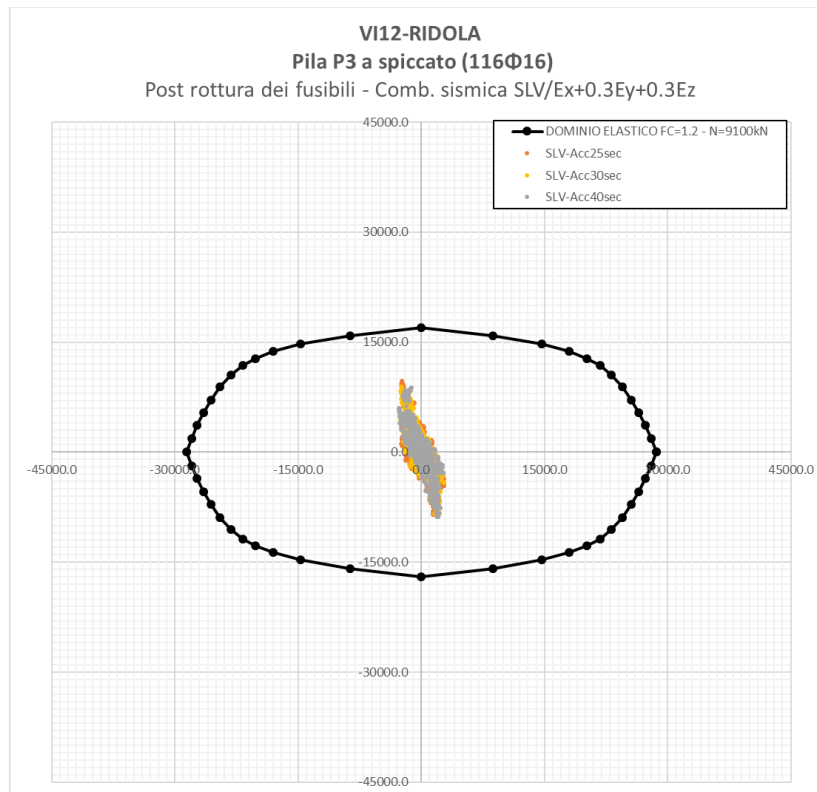 VI12-RIDOLA
Pila P3 a spiccato (116Φ16)
Post rottura dei fusibili - Comb. sismica SLV/Ex+0.3Ey+0.3Ez
45000.0
DOMINIO ELASTICO FC=1.2 - N=9100kN
SLV-Acc25sec
SLV-Acc30sec
SLV-Acc40sec
30000.0
15000.0
0.0
-45000.0 -30000.0 -15000.0 -0.0 15000.0 30000.0 45000.0
-15000.0
-30000.0
-45000.0